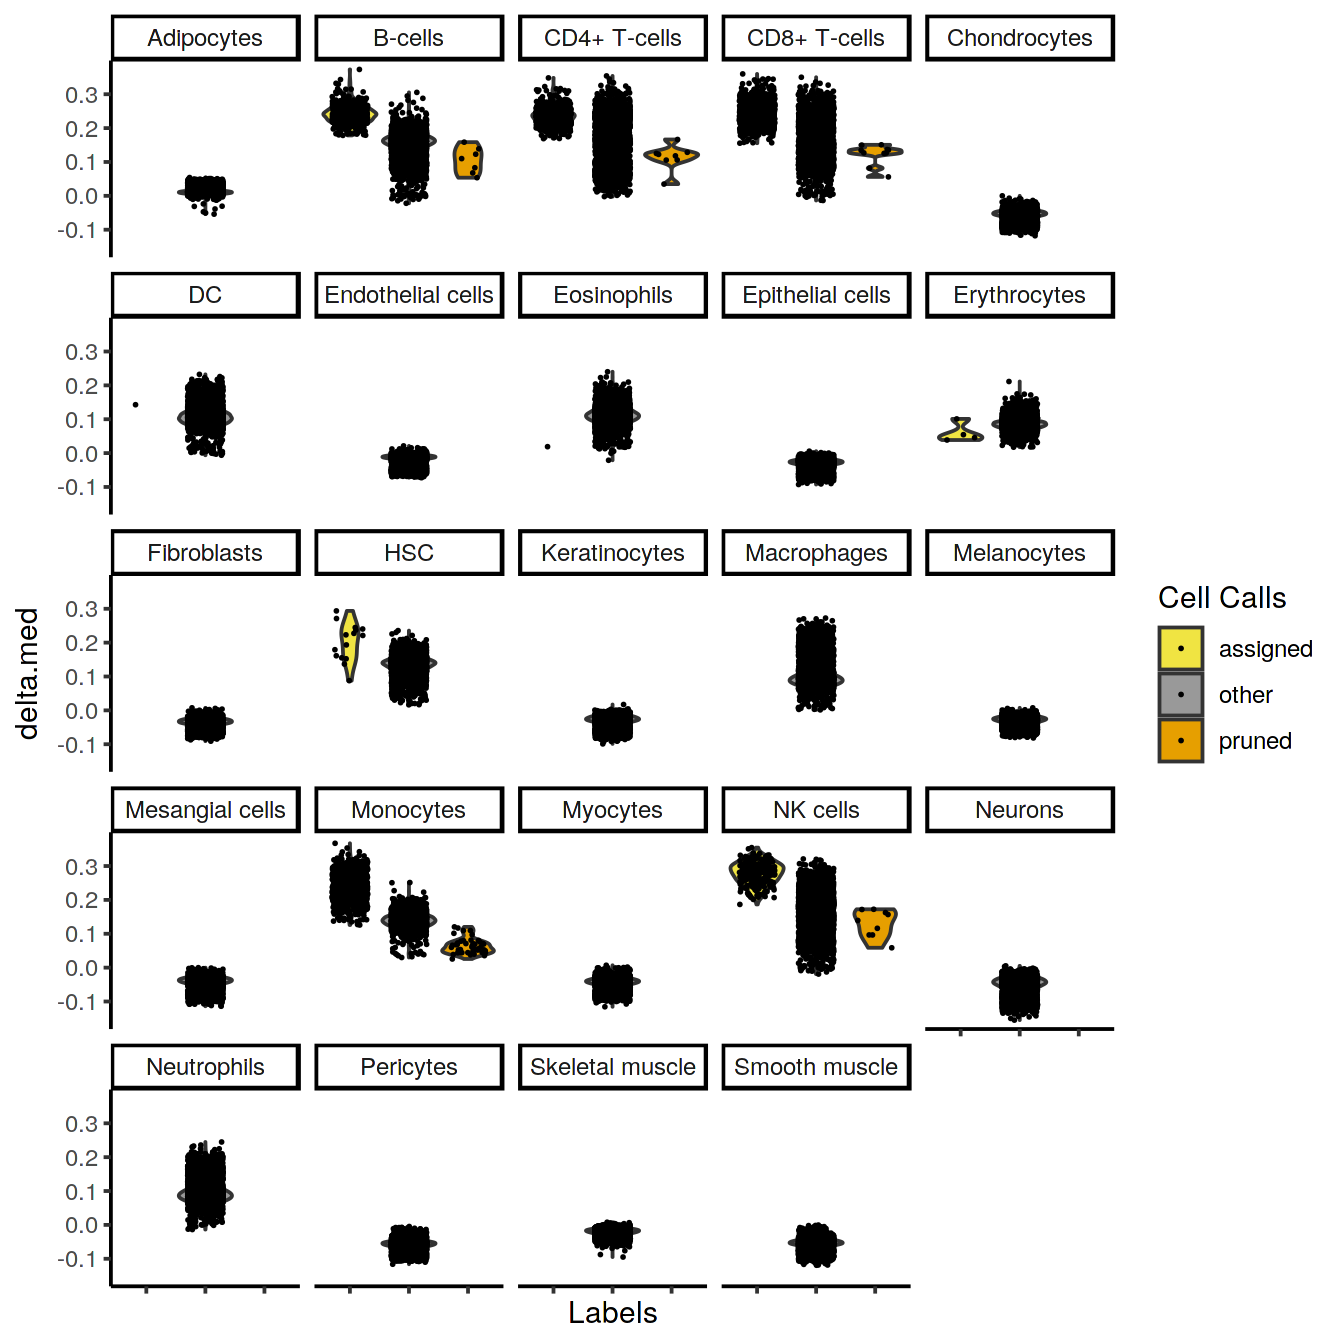 Adipocytes B-cells CD4+ T-cells CD8+ T-cells Chondrocytes
0.3
0.2
0.1
0.0
-0.1
DC Endothelial cells Eosinophils Epithelial cells Erythrocytes
0.3
0.2
0.1
0.0
-0.1
Fibroblasts HSC Keratinocytes Macrophages Melanocytes
0.3
0.2
0.1
0.0
-0.1
Mesangial cells Monocytes Myocytes NK cells Neurons
0.3
0.2
0.1
0.0
-0.1
Neutrophils Pericytes Skeletal muscle Smooth muscle
0.3
0.2
0.1
0.0
-0.1
delta.med
Labels
Cell Calls
assigned
other
pruned